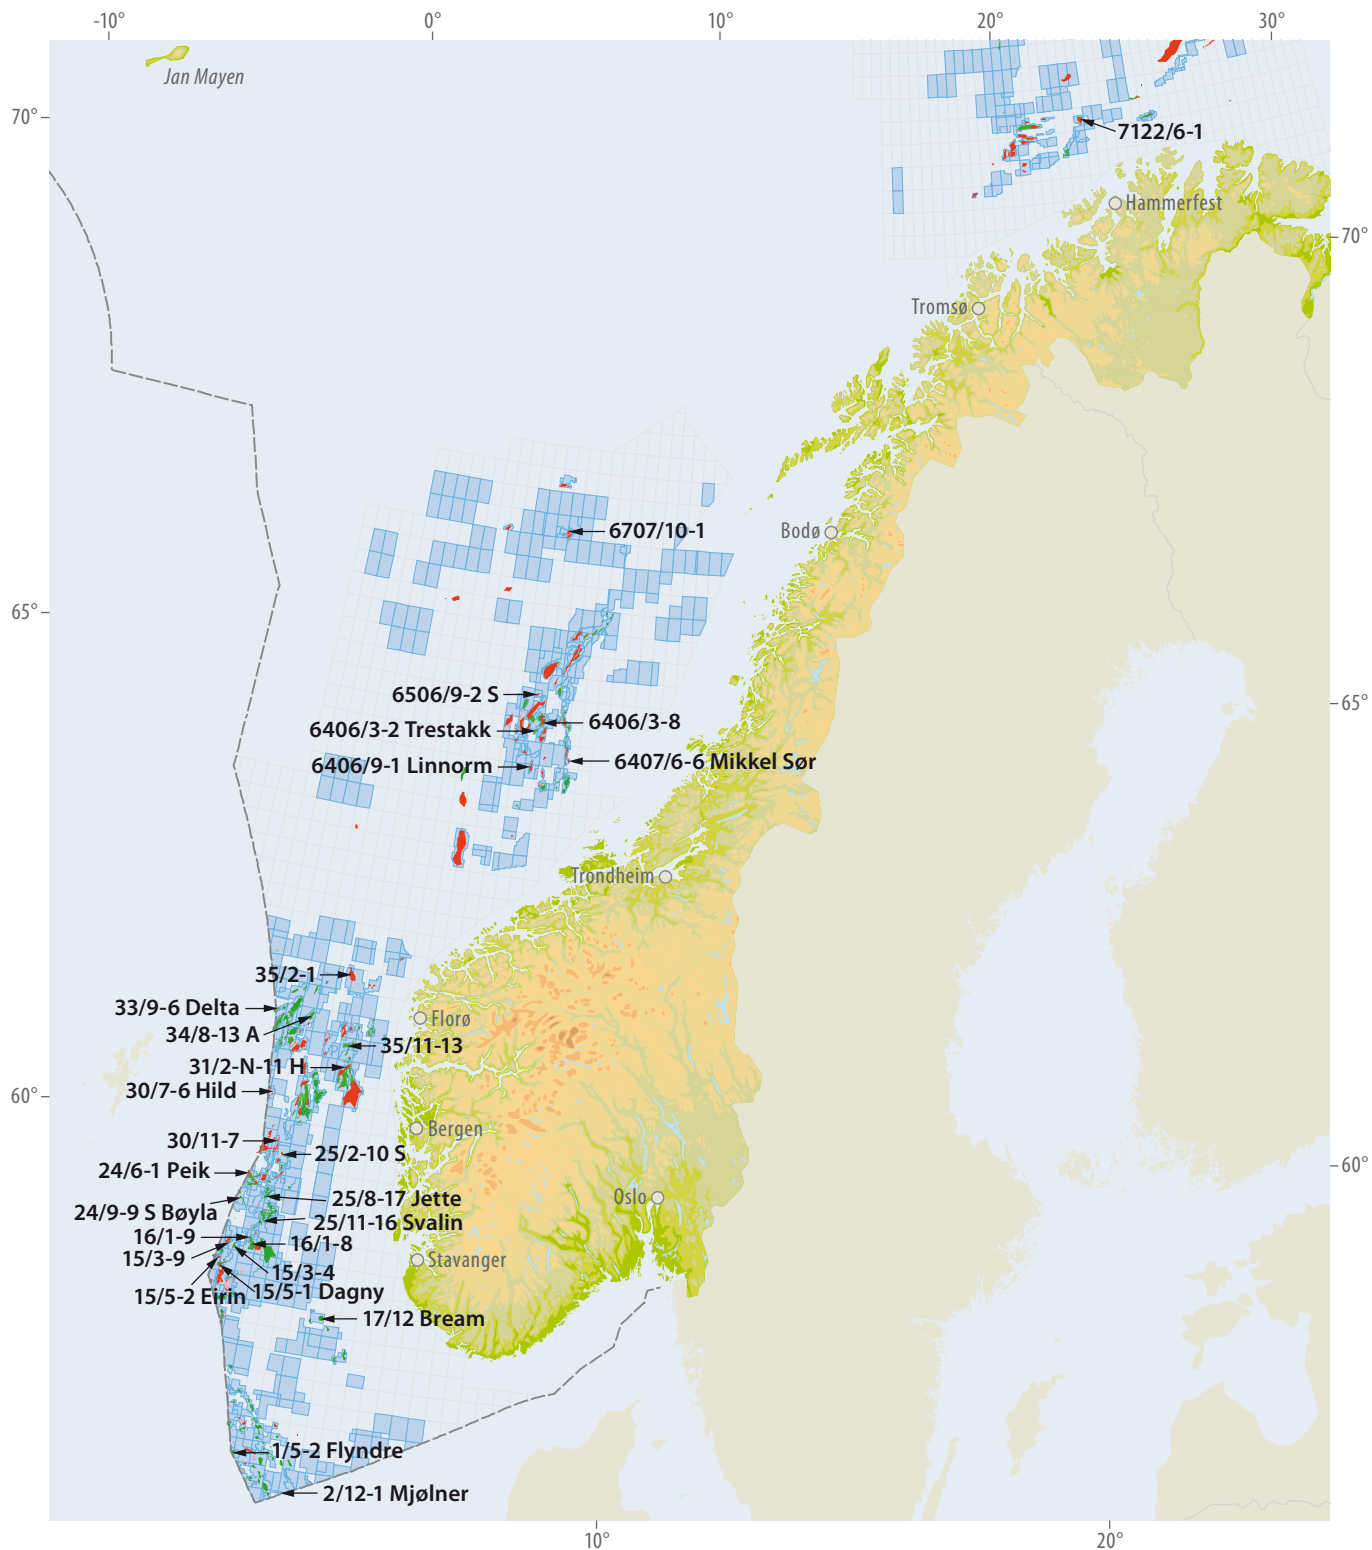 -10°
0°
10°
20°
30°
Jan Mayen
70°
7122/6-1
Hammerfest
70°
Tromsø
6707/10-1
Bodø
65°
6506/9-2 S
6406/3-8
65°
6406/3-2 Trestakk
6406/9-1 Linnorm
6407/6-6 Mikkel Sør
Trondheim
35/2-1
33/9-6 Delta
Florø
34/8-13 A
35/11-13
31/2-N-11 H
30/7-6 Hild
60°
Bergen
30/11-7
25/2-10 S
24/6-1 Peik
60°
25/8-17 Jette
Oslo
24/9-9 S Bøyla
25/11-16 Svalin
16/1-9
16/1-8
15/3-9
Stavanger
15/3-4
15/5-1 Dagny
15/5-2 Eirin
17/12 Bream
1/5-2 Flyndre
2/12-1 Mjølner
10°
20°